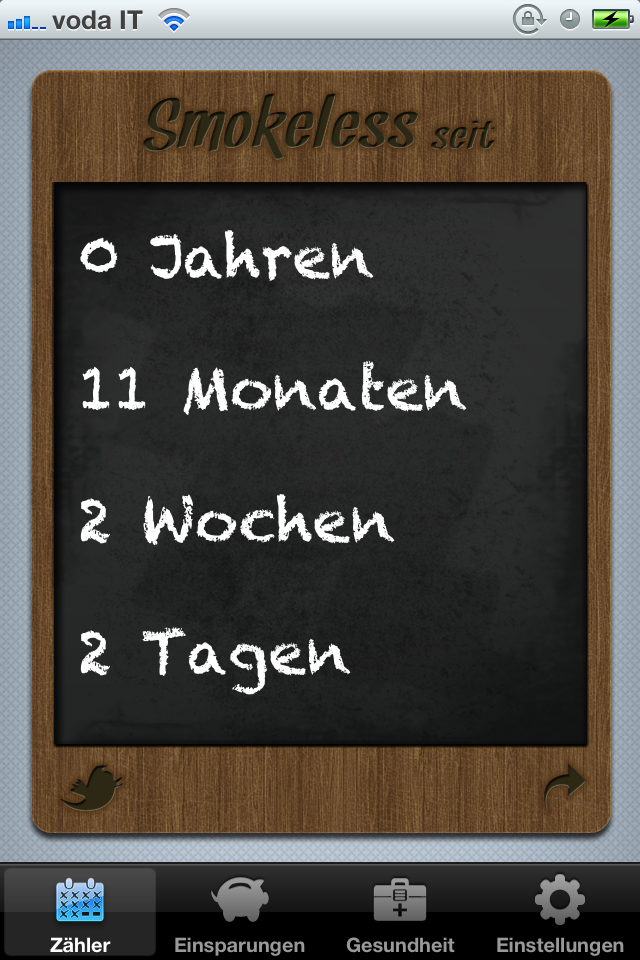 voda IT
Smokeless seit
0 Jahren
11 Monaten
2 Wochen
2 Tagen
Zähler
Einsparungen
Gesundheit
Einstellungen